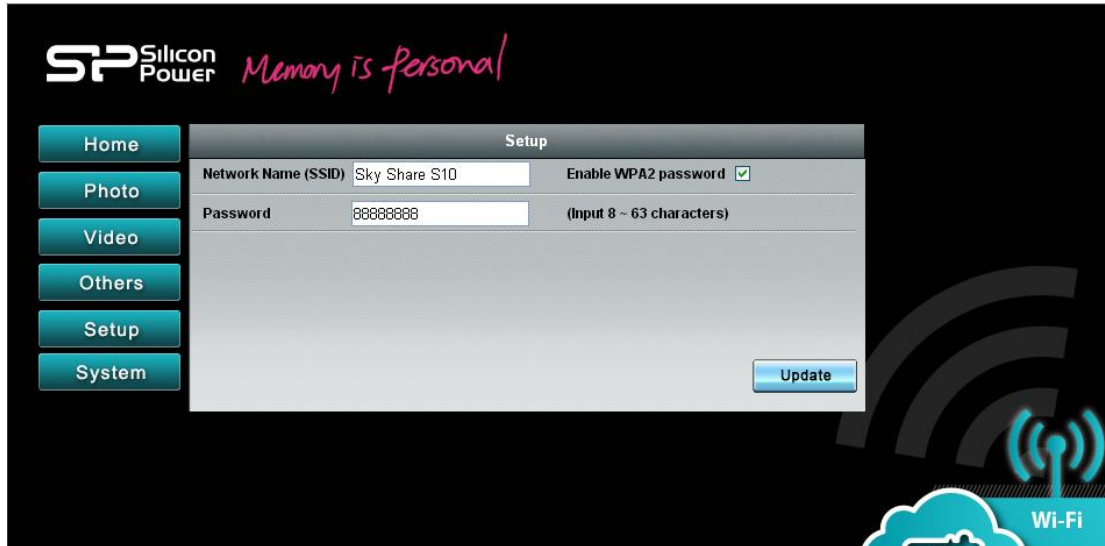 SP Silicon Power Memory is Personal
Home
Photo
Video
Others
Setup
System
Setup
Network Name (SSID) Sky Share S10 Enable WPA2 password
Password 88888888 (Input 8 ~ 63 characters)
Update
Wi-Fi